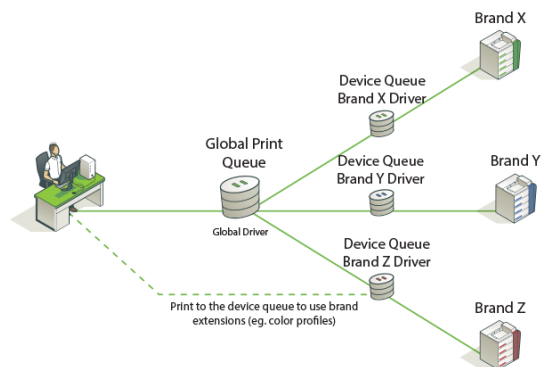 Brand X
Device Queue
Brand X Driver
Global Print
Queue
Global Driver
Device Queue
Brand Y Driver
Brand Y
Device Queue
Brand Z Driver
Print to the device queue to use brand
extensions (eg. color profiles)
Brand Z